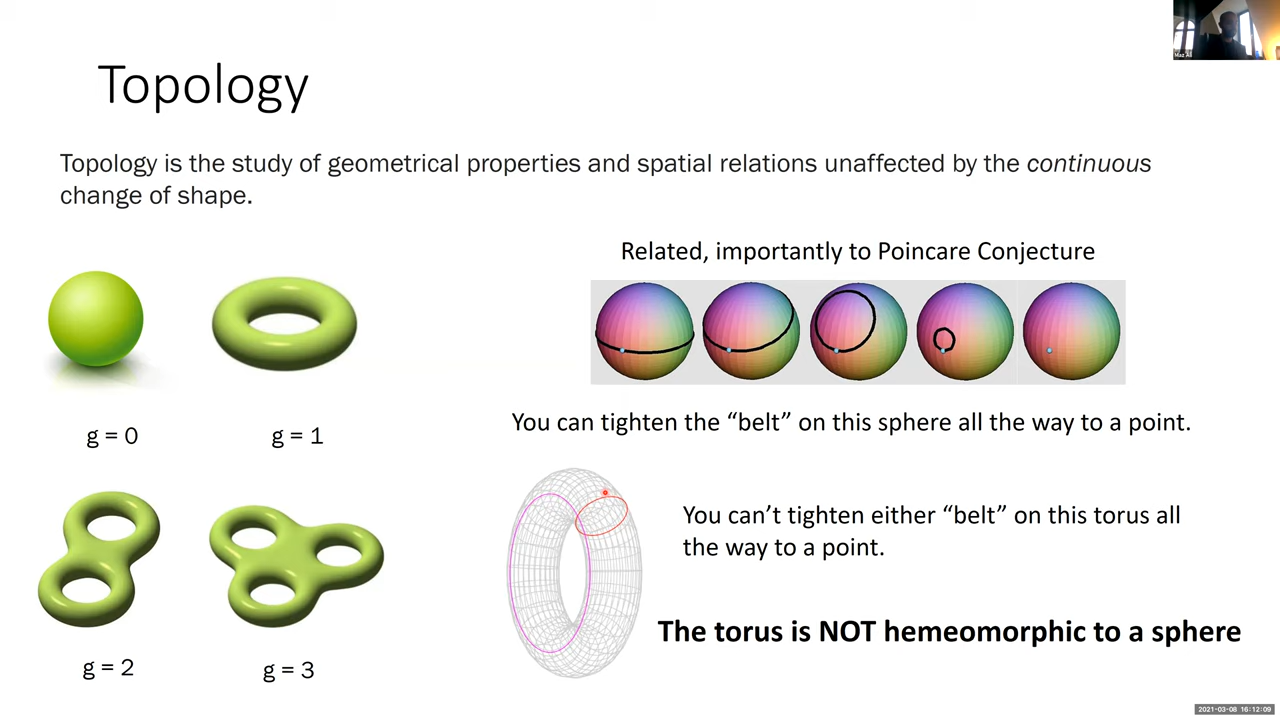 Topology
Topology is the study of geometrical properties and spatial relations unaffected by the continuous
change of shape.
Related, importantly to Poincare Conjecture
g = 0
g = 1
You can tighten the “belt” on this sphere all the way to a point.
You can’t tighten either “belt” on this torus all
the way to a point.
The torus is NOT hemeomorphic to a sphere
g = 2
g = 3
Maz Ali
2021-03-08 16:12:09